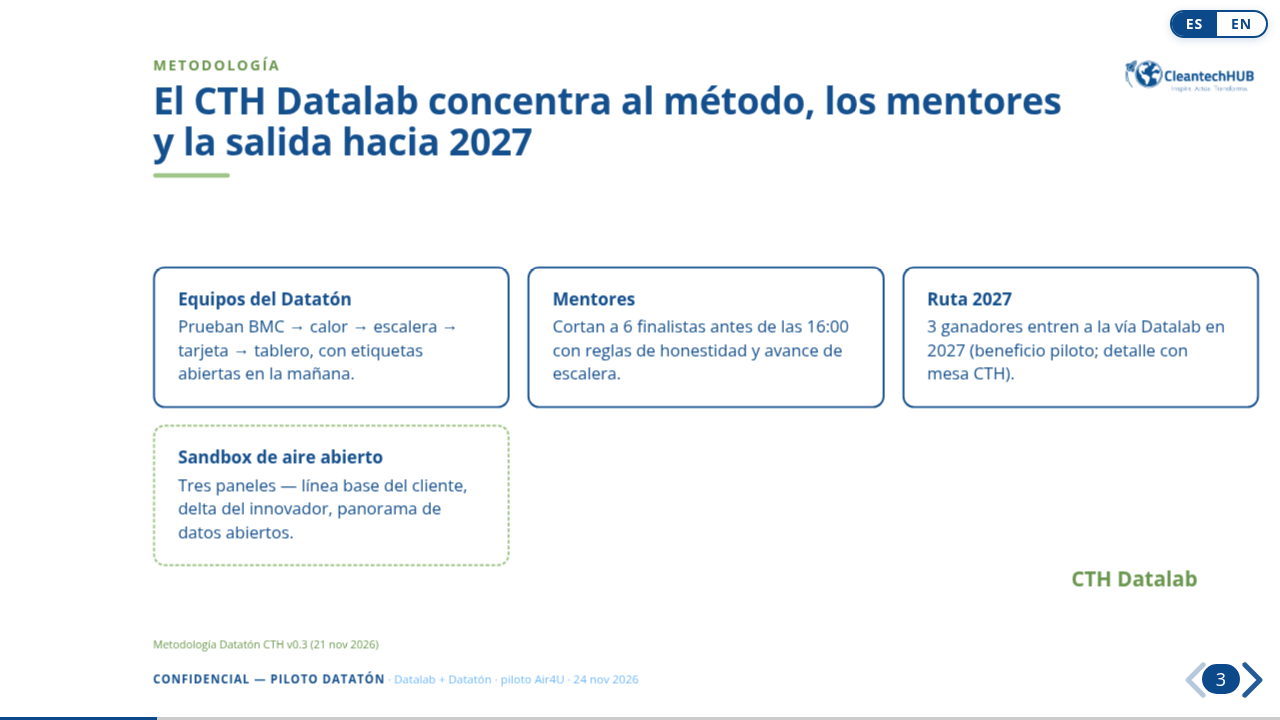 ES EN
METODOLOGÍA
El CTH Datalab concentra al método, los mentores
y la salida hacia 2027
CleantechHUB
Inspira. Actúa. Transforma.
Equipos del Datatón
Prueban BMC → calor → escalera →
tarjeta → tablero, con etiquetas
abiertas en la mañana.
Mentores
Cortan a 6 finalistas antes de las 16:00
con reglas de honestidad y avance de
escalera.
Ruta 2027
3 ganadores entren a la vía Datalab en
2027 (beneficio piloto; detalle con
mesa CTH).
Sandbox de aire abierto
Tres paneles — línea base del cliente,
delta del innovador, panorama de
datos abiertos.
CTH Datalab
Metodología Datatón CTH v0.3 (21 nov 2026)
CONFIDENCIAL — PILOTO DATATÓN · Datalab + Datatón · piloto Air4U · 24 nov 2026
3